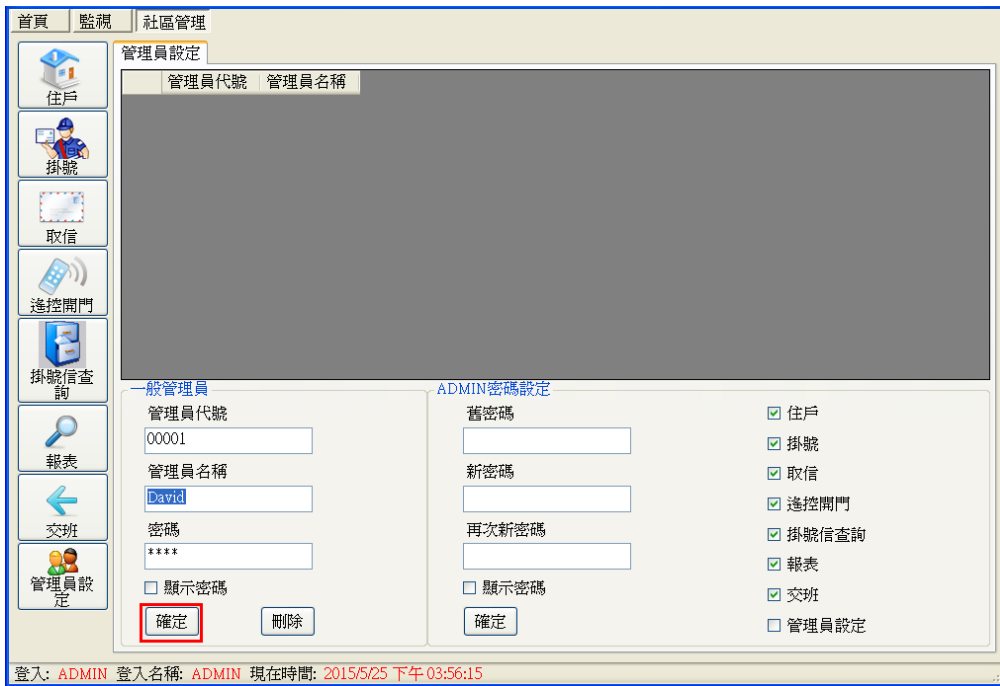 首頁 監視 社區管理
住戶
掛號
取信
遙控開門
掛號信查
詢
報表
交班
管理員設
定
管理員設定
管理員代號 管理員名稱
一般管理員
管理員代號
00001
管理員名稱
David
密碼
****
顯示密碼
確定 刪除
ADMIN密碼設定
舊密碼
新密碼
再次新密碼
顯示密碼
確定
住戶
掛號
取信
遙控開門
掛號信查詢
報表
交班
管理員設定
登入: ADMIN 登入名稱: ADMIN 現在時間: 2015/5/25 下午 03:56:15